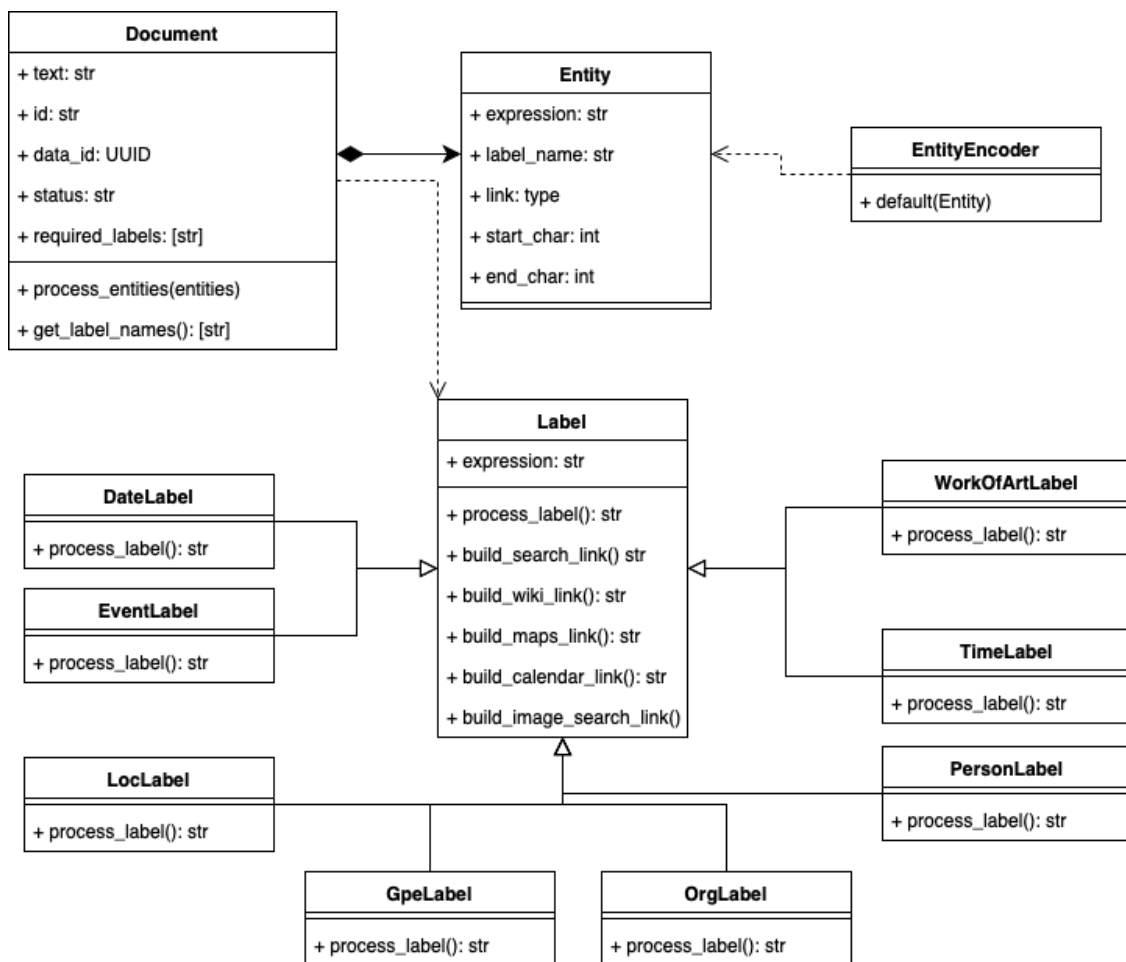 Document
+ text: str
+ id: str
+ data_id: UUID
+ status: str
+ required_labels: [str]
+ process_entities(entities)
+ get_label_names(): [str]
Entity
+ expression: str
+ label_name: str
+ link: type
+ start_char: int
+ end_char: int
EntityEncoder
+ default(Entity)
Label
+ expression: str
+ process_label(): str
+ build_search_link() str
+ build_wiki_link(): str
+ build_maps_link(): str
+ build_calendar_link(): str
+ build_image_search_link()
DateLabel
+ process_label(): str
EventLabel
+ process_label(): str
WorkOfArtLabel
+ process_label(): str
TimeLabel
+ process_label(): str
LocLabel
+ process_label(): str
PersonLabel
+ process_label(): str
GpeLabel
+ process_label(): str
OrgLabel
+ process_label(): str